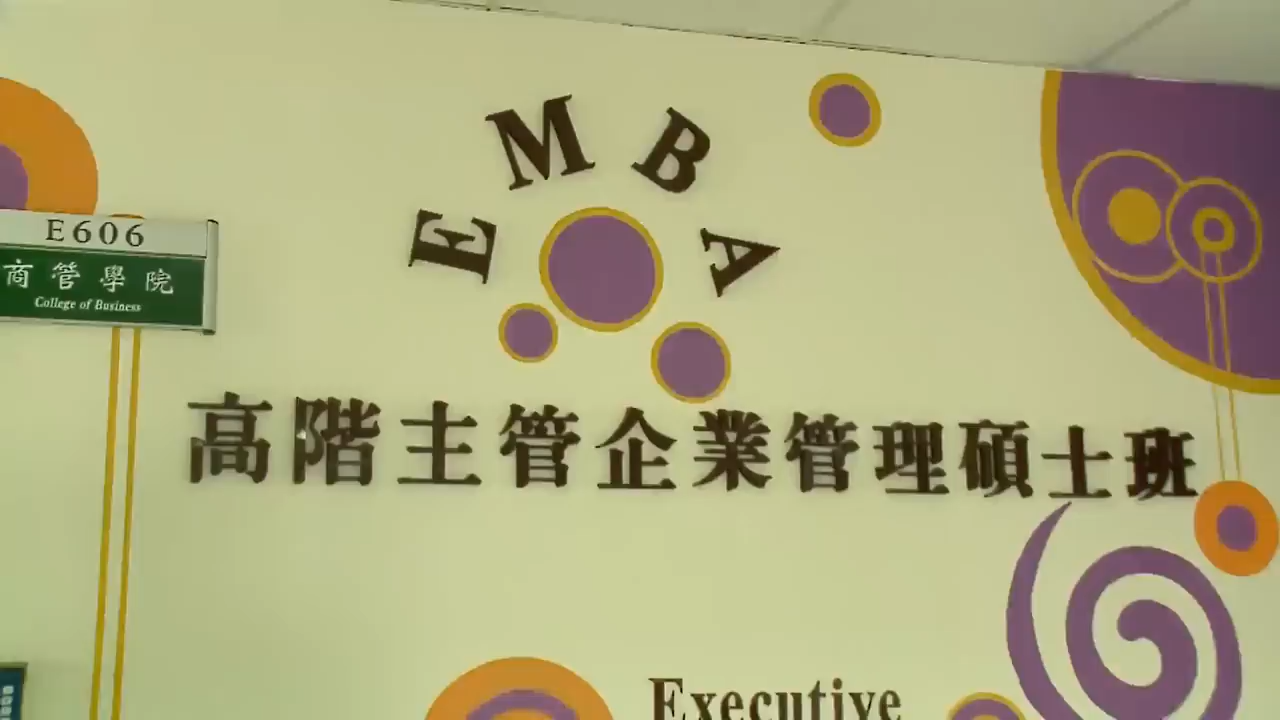 EMBA
E606
商管學院
College of Business
高階主管企業管理碩士班
Executive